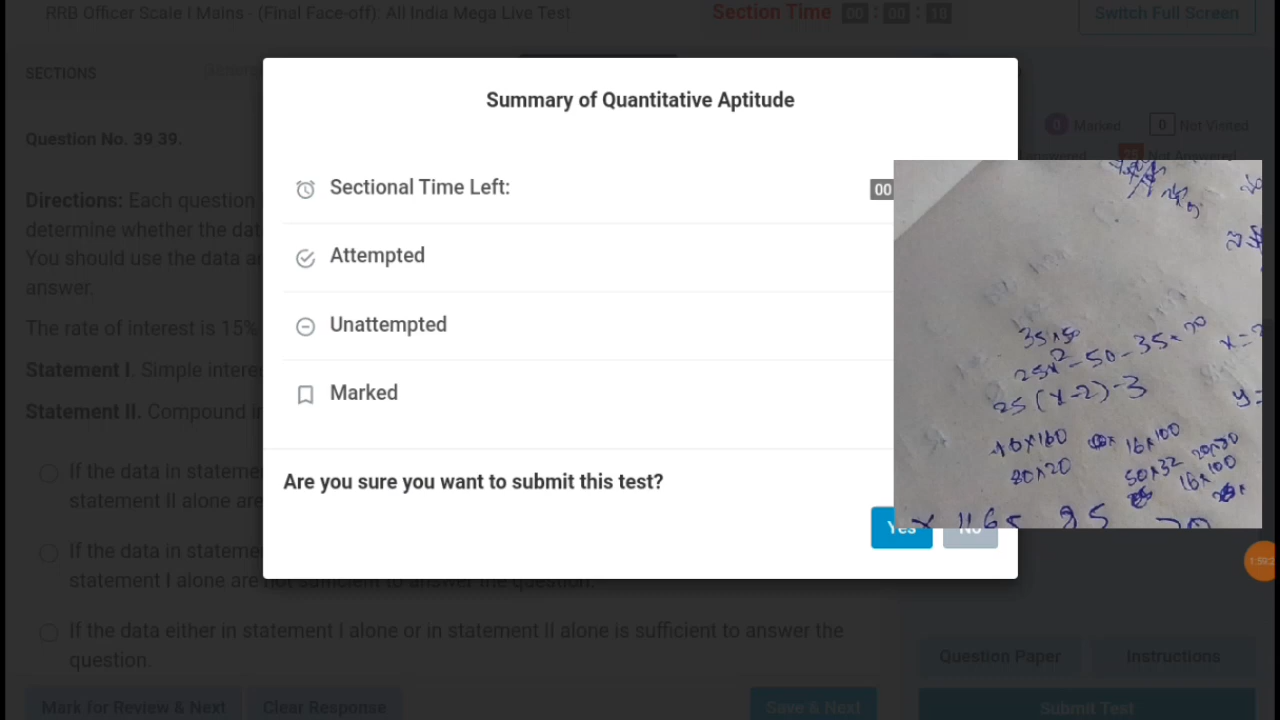 RRB Officer Scale I Mains - (Final Face-off): All India Mega Live Test
Section Time 00 : 00 : 18
Switch Full Screen
SECTIONS
Question No. 39 39.
0 Marked
0 Not Visited
Not Answered
Directions: Each question
determine whether the dat
You should use the data a
answer.
The rate of interest is 15%
Statement I. Simple intere
Statement II. Compound i
If the data in stateme
statement II alone are
If the data in stateme
statement I alone are not sufficient to answer the question.
If the data either in statement I alone or in statement II alone is sufficient to answer the
question.
Mark for Review & Next
Clear Response
Save & Next
Question Paper
Instructions
Submit Test
Summary of Quantitative Aptitude
Sectional Time Left:
00
Attempted
Unattempted
Marked
Are you sure you want to submit this test?
Yes
No
35x50
25(x-2)-3
16x100
80x20
50x32
20x80
16x100